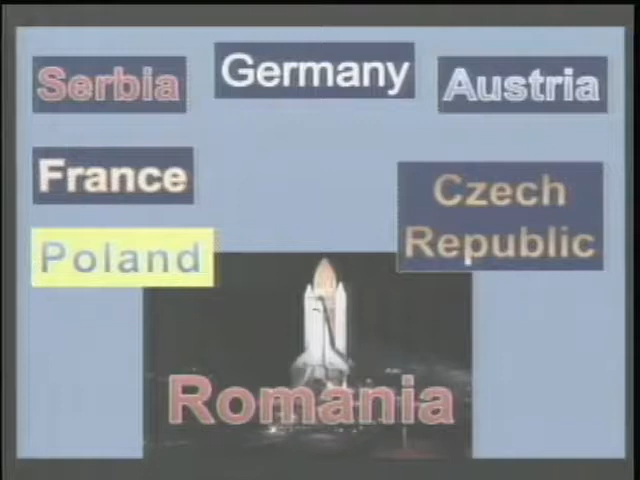 Serbia
Germany
Austria
France
Czech
Republic
Poland
Romania